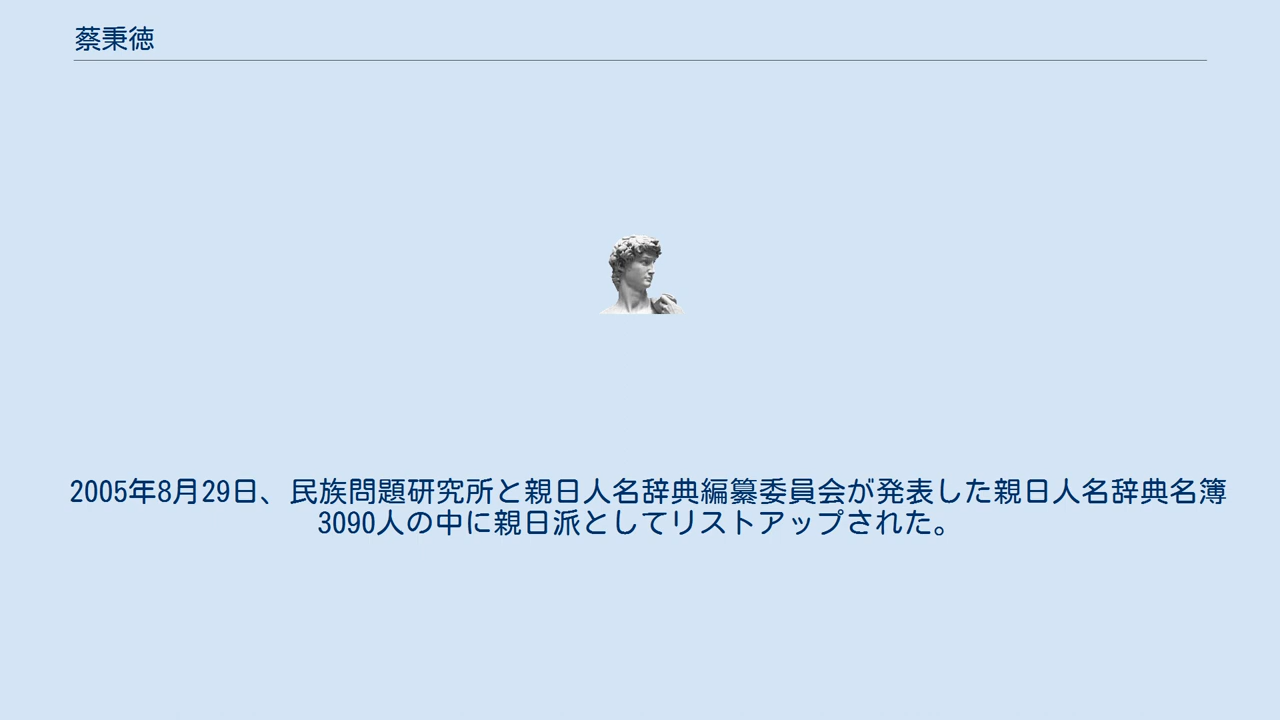 蔡秉徳
2005年8月29日、民族問題研究所と親日人名辞典編纂委員会が発表した親日人名辞典名簿
3090人の中に親日派としてリストアップされた。